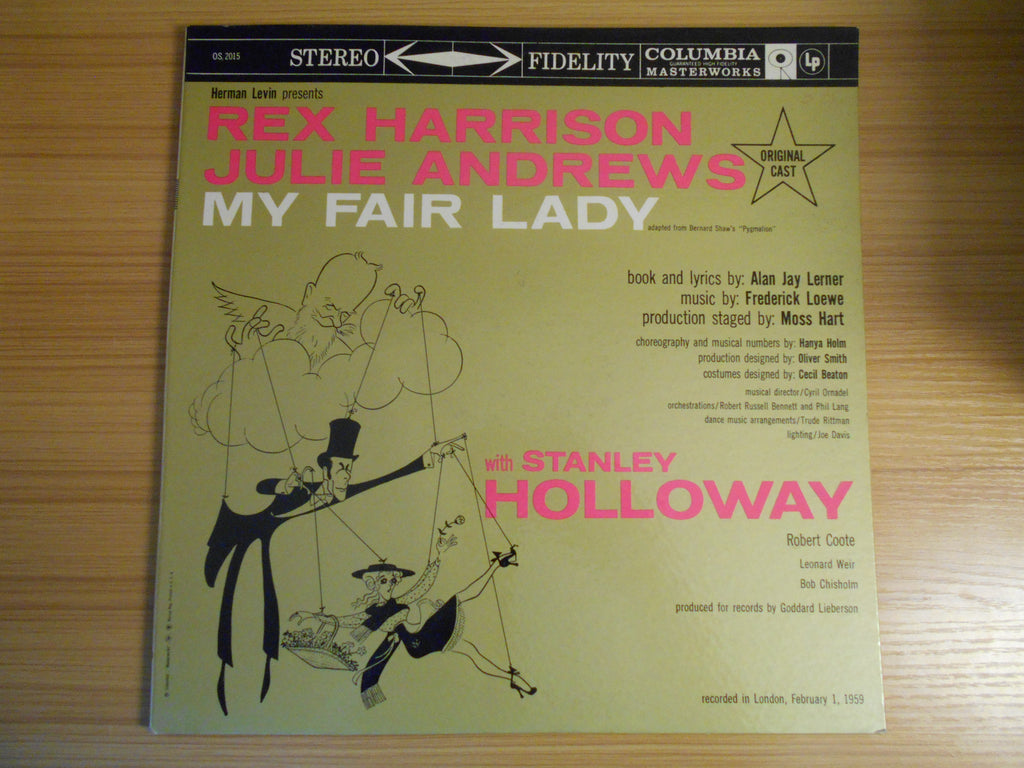 OS 2015
STEREO FIDELITY
COLUMBIA
GUARANTEED HIGH FIDELITY
MASTERWORKS
Lp
Herman Levin presents
REX HARRISON
JULIE ANDREWS
ORIGINAL
CAST
MY FAIR LADY
adapted from Bernard Shaw's "Pygmalion"
book and lyrics by: Alan Jay Lerner
music by: Frederick Loewe
production staged by: Moss Hart
choreography and musical numbers by: Hanya Holm
production designed by: Oliver Smith
costumes designed by: Cecil Beaton
musical director/Cyril Ornadel
orchestrations/Robert Russell Bennett and Phil Lang
dance music arrangements/Trude Rittman
lighting/Joe Davis
with STANLEY
HOLLOWAY
Robert Coote
Leonard Weir
Bob Chisholm
produced for records by Goddard Lieberson
recorded in London, February 1, 1959